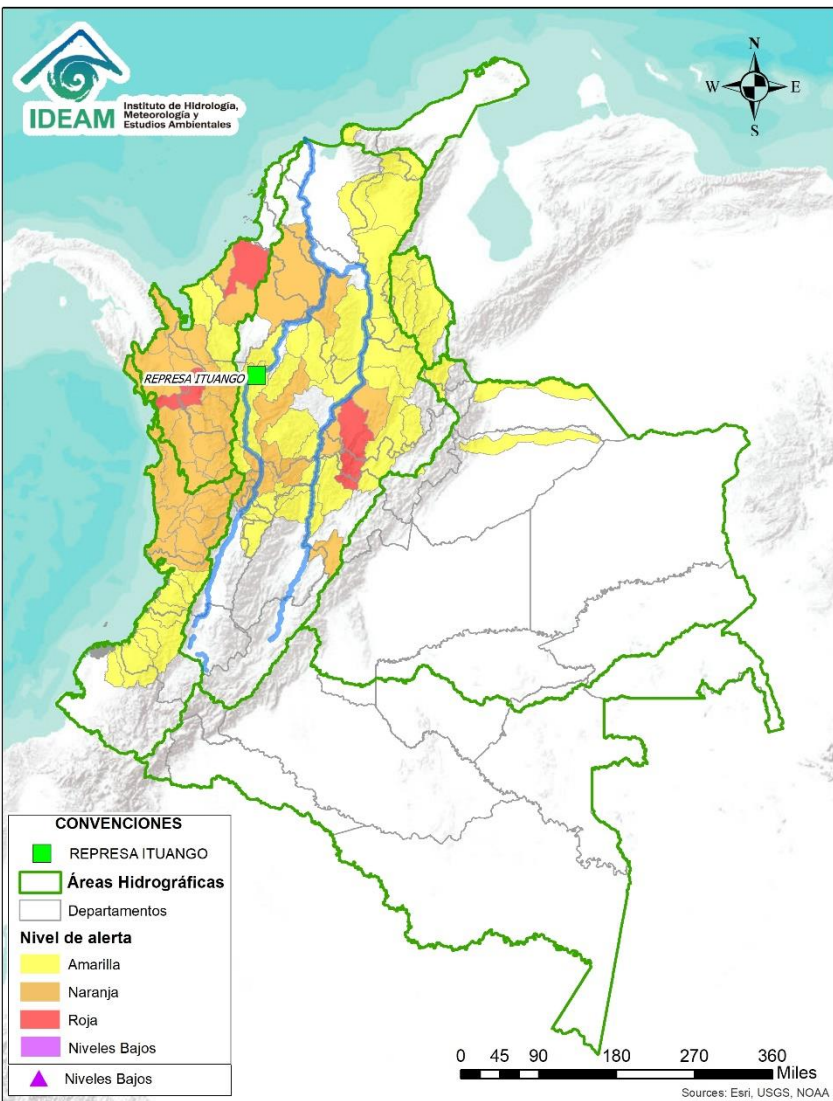 IDEAM
Instituto de Hidrología,
Meteorología y
Estudios Ambientales
N
W
E
S
REPRESA ITUANGO
CONVENCIONES
REPRESA ITUANGO
Áreas Hidrográficas
Departamentos
Nivel de alerta
Amarilla
Naranja
Roja
Niveles Bajos
Niveles Bajos
0 45 90 180 270 360
Miles
Sources: Esri, USGS, NOAA